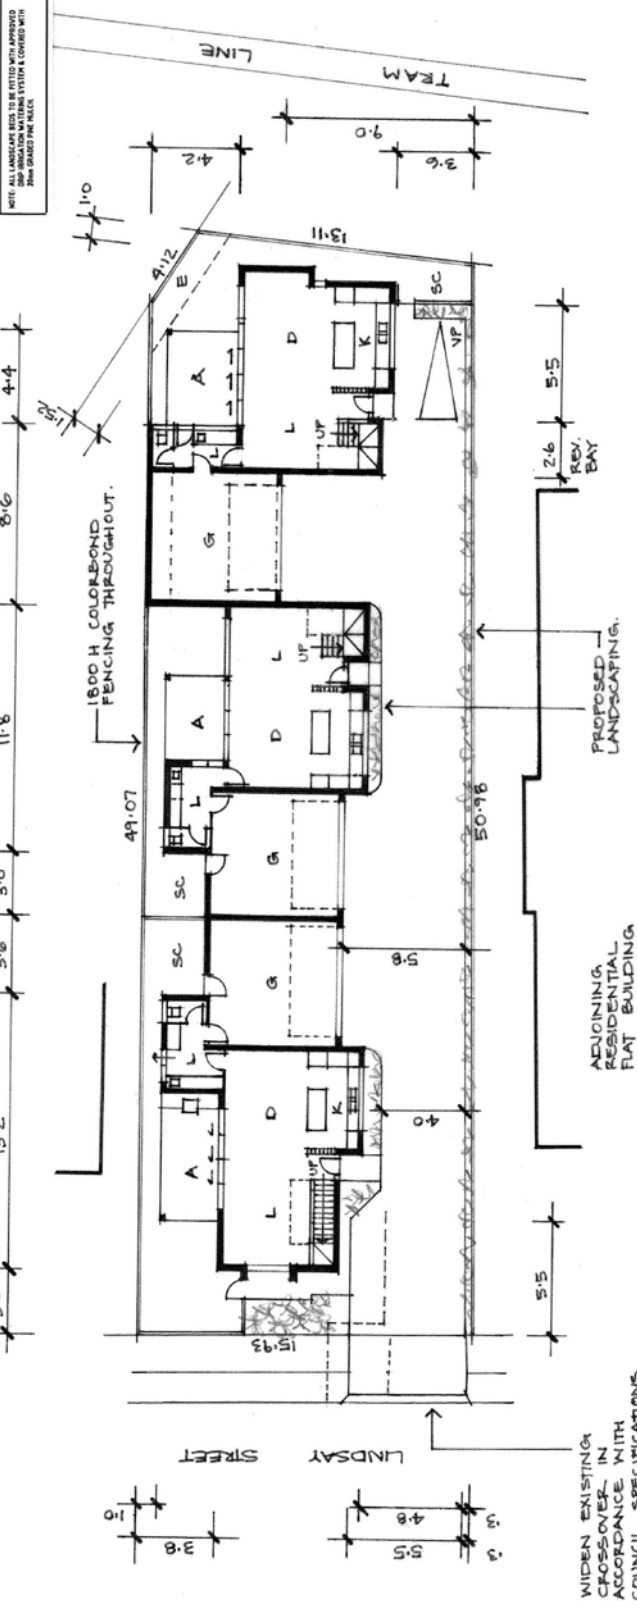 NOTE: ALL LANDSCAPE BEDS TO BE FITTED WITH APPROVED
DRIP IRRIGATION WATERING SYSTEM & COVERED WITH
20mm GRADED PINE MULCH.
TRAM LINE
9.0
3.6
4.2
1.0
13.11
4.12
1.52
E
A
D
K
L
UP
L
SC
VP
4.4
8.6
11.8
3.0
3.6
5.5
2.6
REV.
BAY
1800 H COLORBOND
FENCING THROUGHOUT.
G
A
L
D
UP
L
G
SC
49.07
50.98
PROPOSED
LANDSCAPING.
SC
G
5.8
L
A
D
K
L
UP
4.0
ADJOINING
RESIDENTIAL
FLAT BUILDING
5.5
15.93
LINDSAY STREET
1.0
3.8
4.8
5.5
.3
.3
WIDEN EXISTING
CROSSOVER IN
ACCORDANCE WITH
COUNCIL SPECIFICATIONS